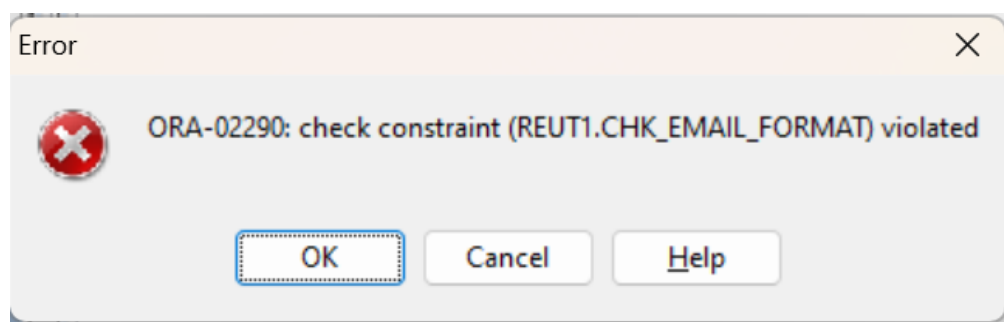 Error
ORA-02290: check constraint (REUT1.CHK_EMAIL_FORMAT) violated
OK Cancel Help